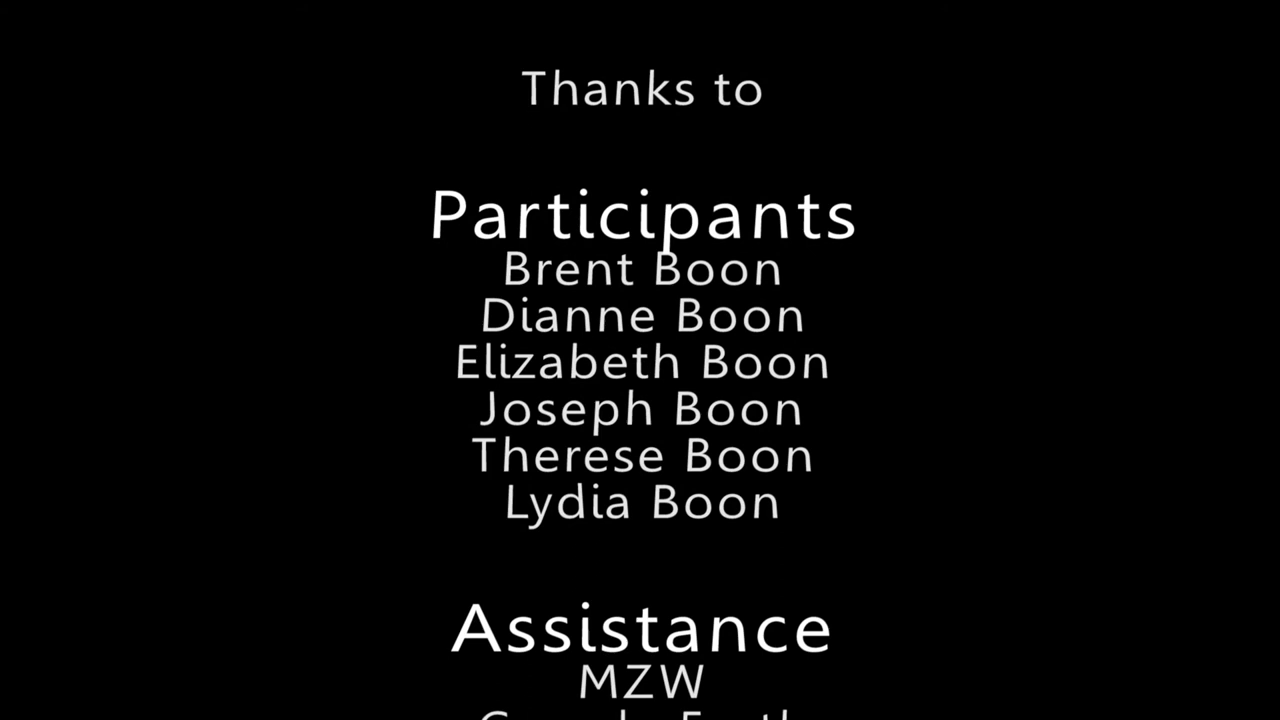 Thanks to
Participants
Brent Boon
Dianne Boon
Elizabeth Boon
Joseph Boon
Therese Boon
Lydia Boon
Assistance
MZW